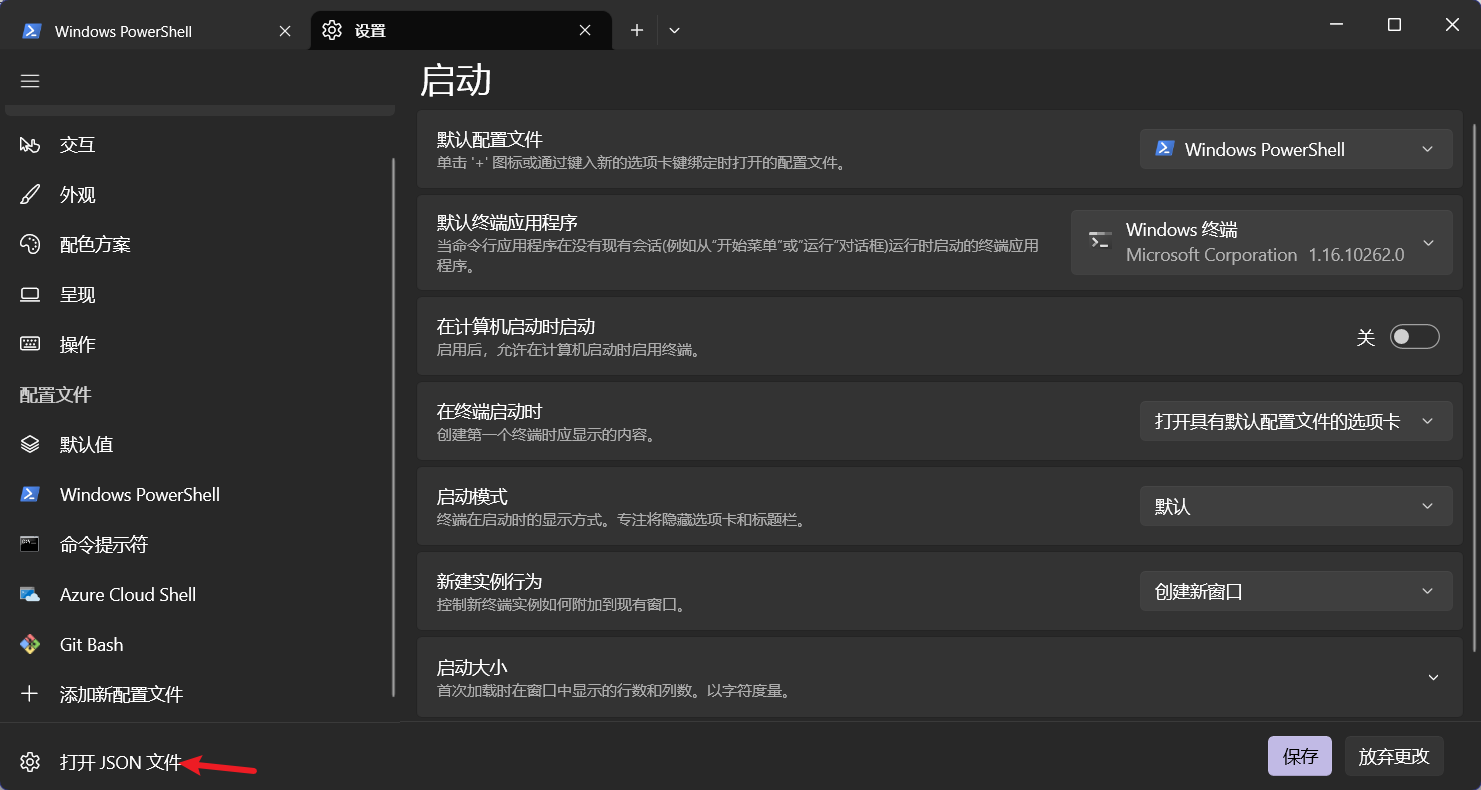 Windows PowerShell
设置
启动
交互
外观
配色方案
呈现
操作
配置文件
默认值
Windows PowerShell
命令提示符
Azure Cloud Shell
Git Bash
添加新配置文件
打开 JSON 文件
默认配置文件
单击 '+' 图标或通过键入新的选项卡键绑定时打开的配置文件。
Windows PowerShell
默认终端应用程序
当命令行应用程序在没有现有会话(例如从“开始菜单”或”运行“对话框)运行时启动的终端应用
程序。
Windows 终端
Microsoft Corporation 1.16.10262.0
在计算机启动时启动
启用后，允许在计算机启动时启用终端。
关
在终端启动时
创建第一个终端时应显示的内容。
打开具有默认配置文件的选项卡
启动模式
终端在启动时的显示方式。专注将隐藏选项卡和标题栏。
默认
新建实例行为
控制新终端实例如何附加到现有窗口。
创建新窗口
启动大小
首次加载时在窗口中显示的行数和列数。以字符度量。
保存
放弃更改